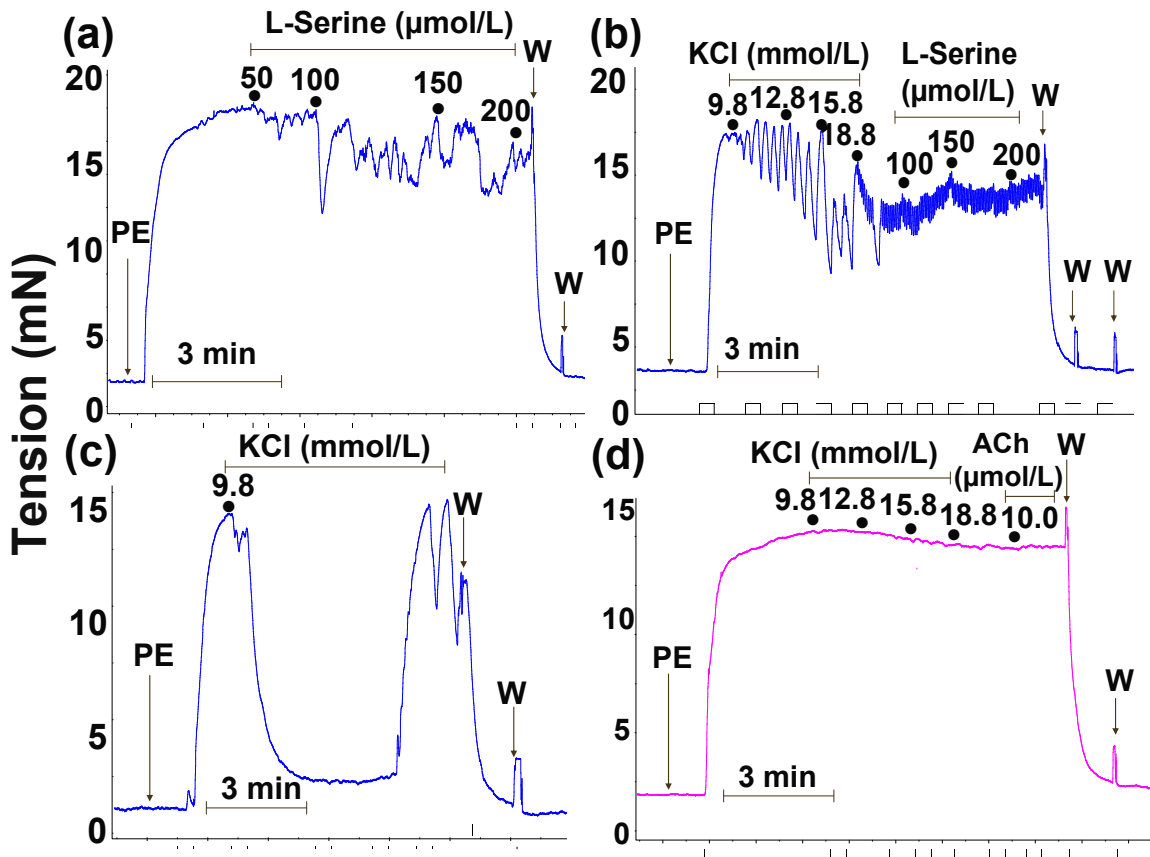 Tension (mN)
(a)
L-Serine (µmol/L)
W
50
100
150
200
20
15
10
5
0
PE
3 min
W
(b)
KCl (mmol/L)
L-Serine
(µmol/L)
W
9.8
12.8
15.8
18.8
100
150
200
20
15
10
5
0
PE
3 min
W
W
(c)
KCl (mmol/L)
9.8
W
15
10
5
0
PE
3 min
W
(d)
KCl (mmol/L)
ACh
(µmol/L)
W
9.8
12.8
15.8
18.8
10.0
15
10
5
0
PE
3 min
W